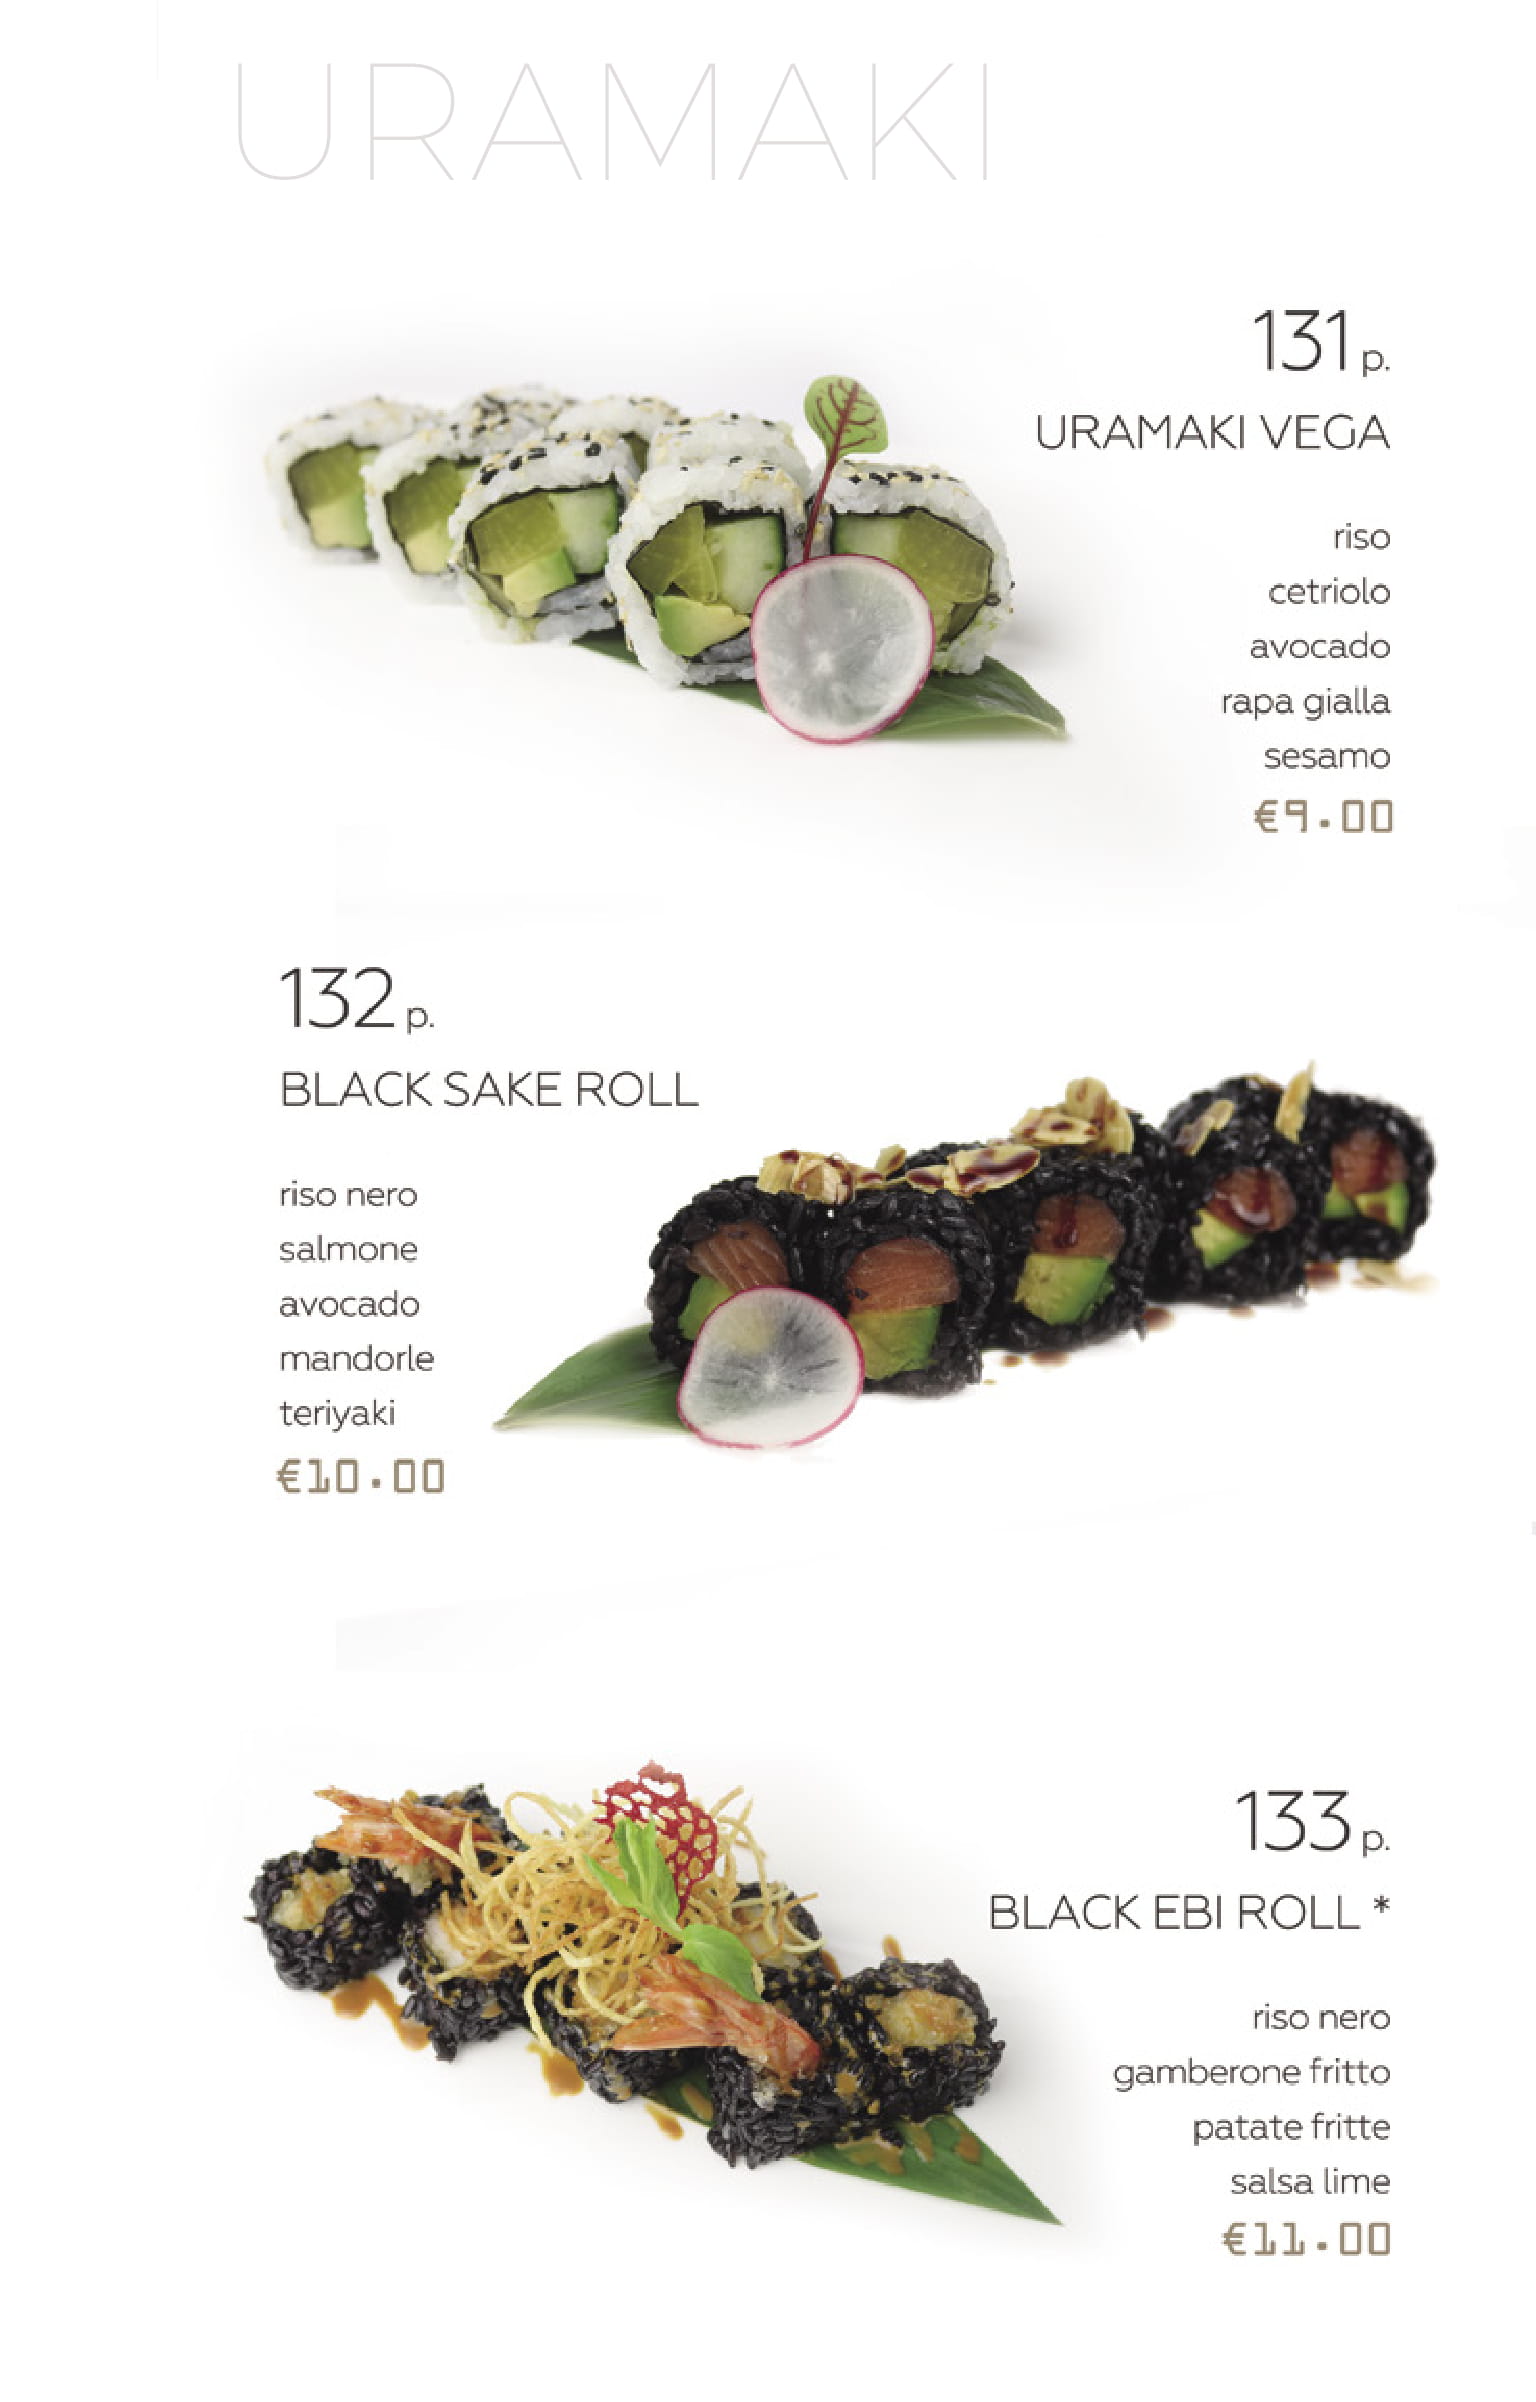 URAMAKI
131 p.
URAMAKI VEGA
riso
cetriolo
avocado
rapa gialla
sesamo
€9.00
132 p.
BLACK SAKE ROLL
riso nero
salmone
avocado
mandorle
teriyaki
€10.00
133 p.
BLACK EBI ROLL *
riso nero
gamberone fritto
patate fritte
salsa lime
€11.00